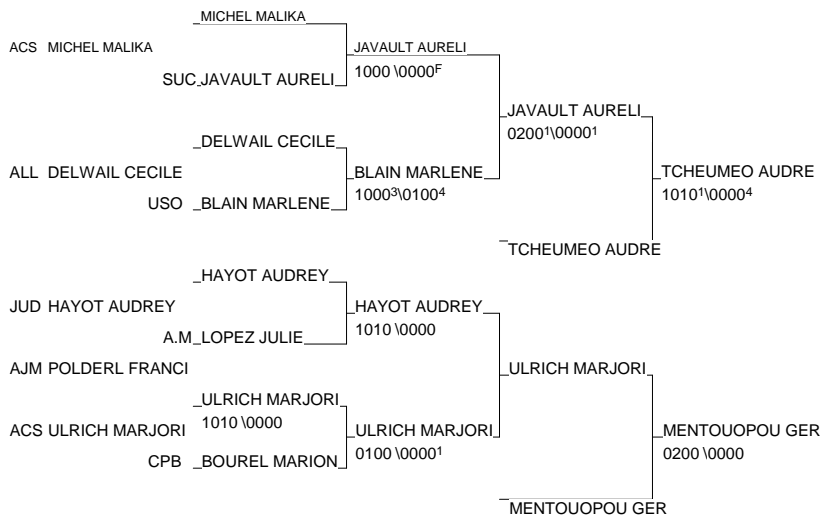 MICHEL MALIKA
ACS MICHEL MALIKA
JAVAULT AURELI
1000 \0000F
SUC JAVAULT AURELI
JAVAULT AURELI
0200¹\0000¹
DELWAIL CECILE
ALL DELWAIL CECILE
BLAIN MARLENE
1000³\0100⁴
TCHEUMEO AUDRE
1010¹\0000⁴
USO BLAIN MARLENE
TCHEUMEO AUDRE
HAYOT AUDREY
JUD HAYOT AUDREY
HAYOT AUDREY
1010 \0000
A.M LOPEZ JULIE
AJM POLDERL FRANCI
ULRICH MARJORI
ULRICH MARJORI
1010 \0000
ACS ULRICH MARJORI
ULRICH MARJORI
0100 \0000¹
MENTOUOPOU GER
0200 \0000
CPB BOUREL MARION
MENTOUOPOU GER